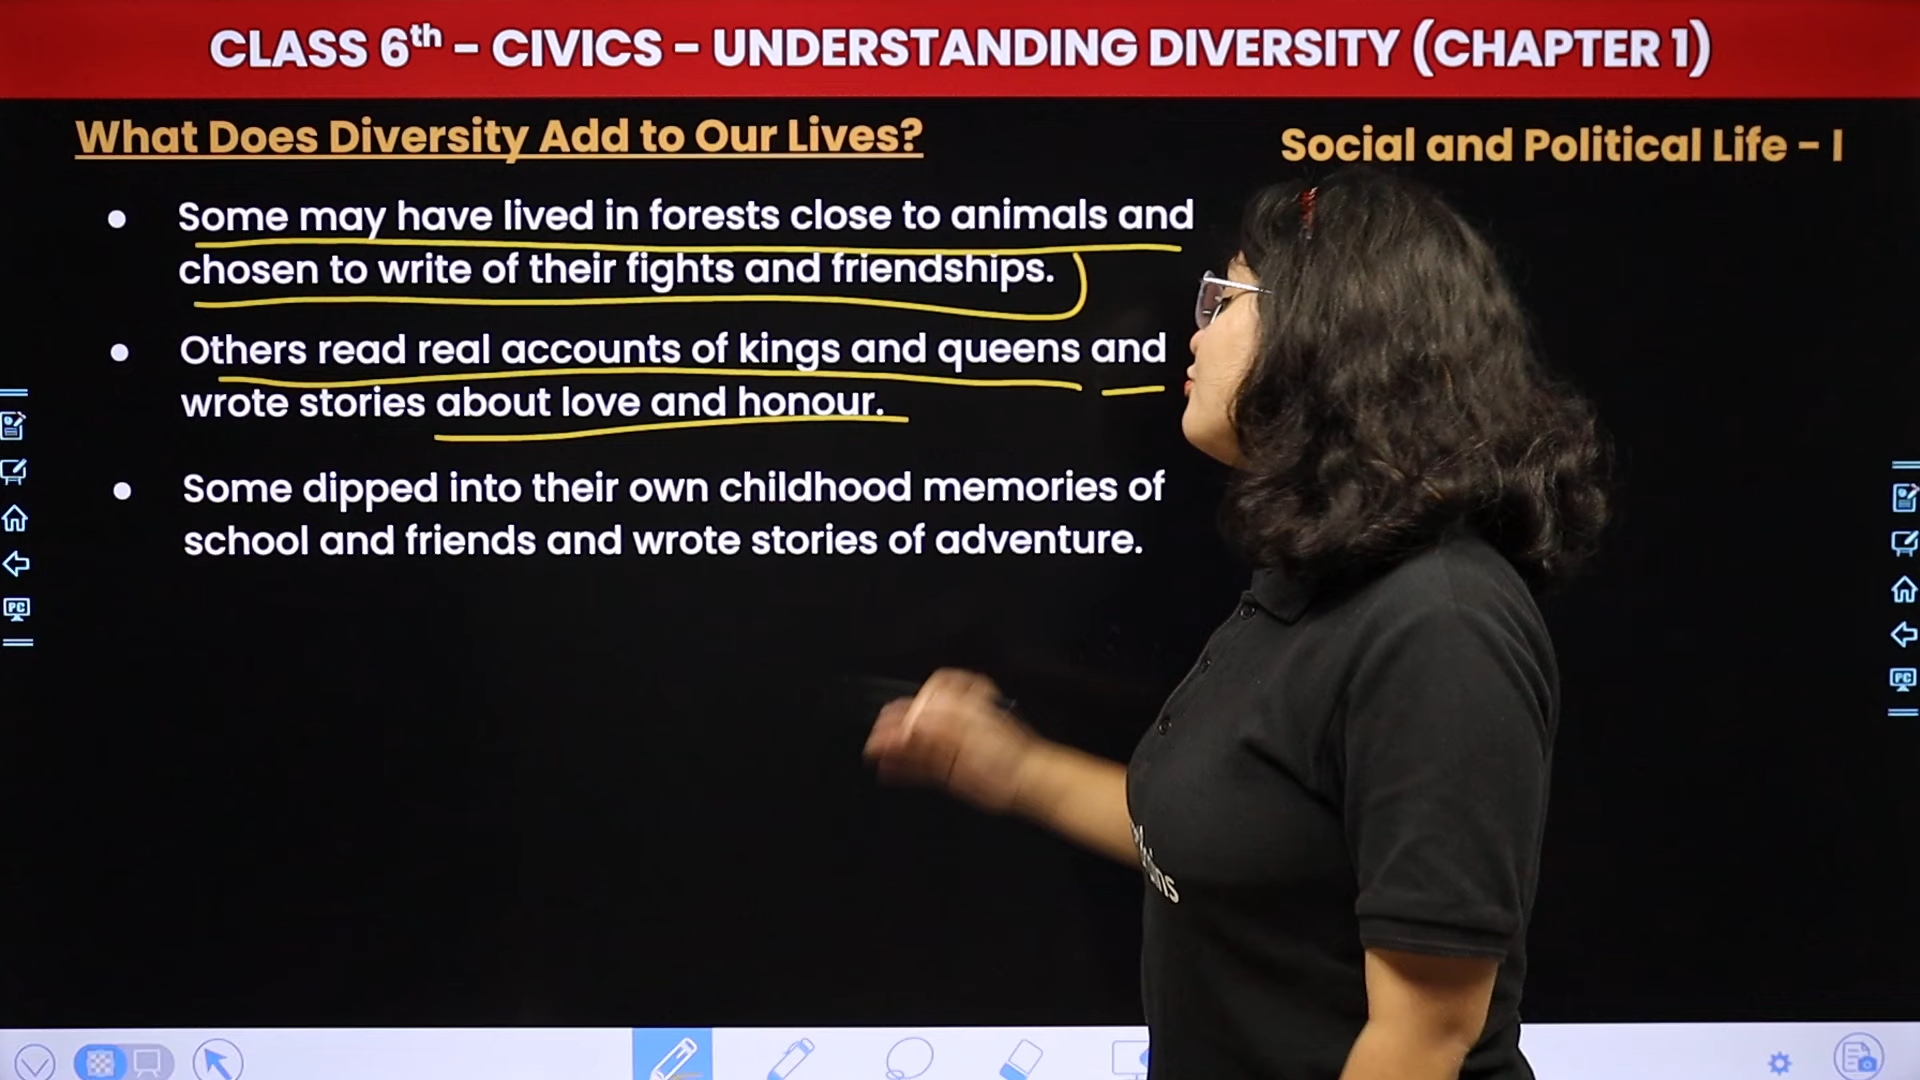 CLASS 6th - CIVICS - UNDERSTANDING DIVERSITY (CHAPTER 1)
What Does Diversity Add to Our Lives?
Social and Political Life - I
• Some may have lived in forests close to animals and
chosen to write of their fights and friendships.
• Others read real accounts of kings and queens and
wrote stories about love and honour.
• Some dipped into their own childhood memories of
school and friends and wrote stories of adventure.
PC
PC